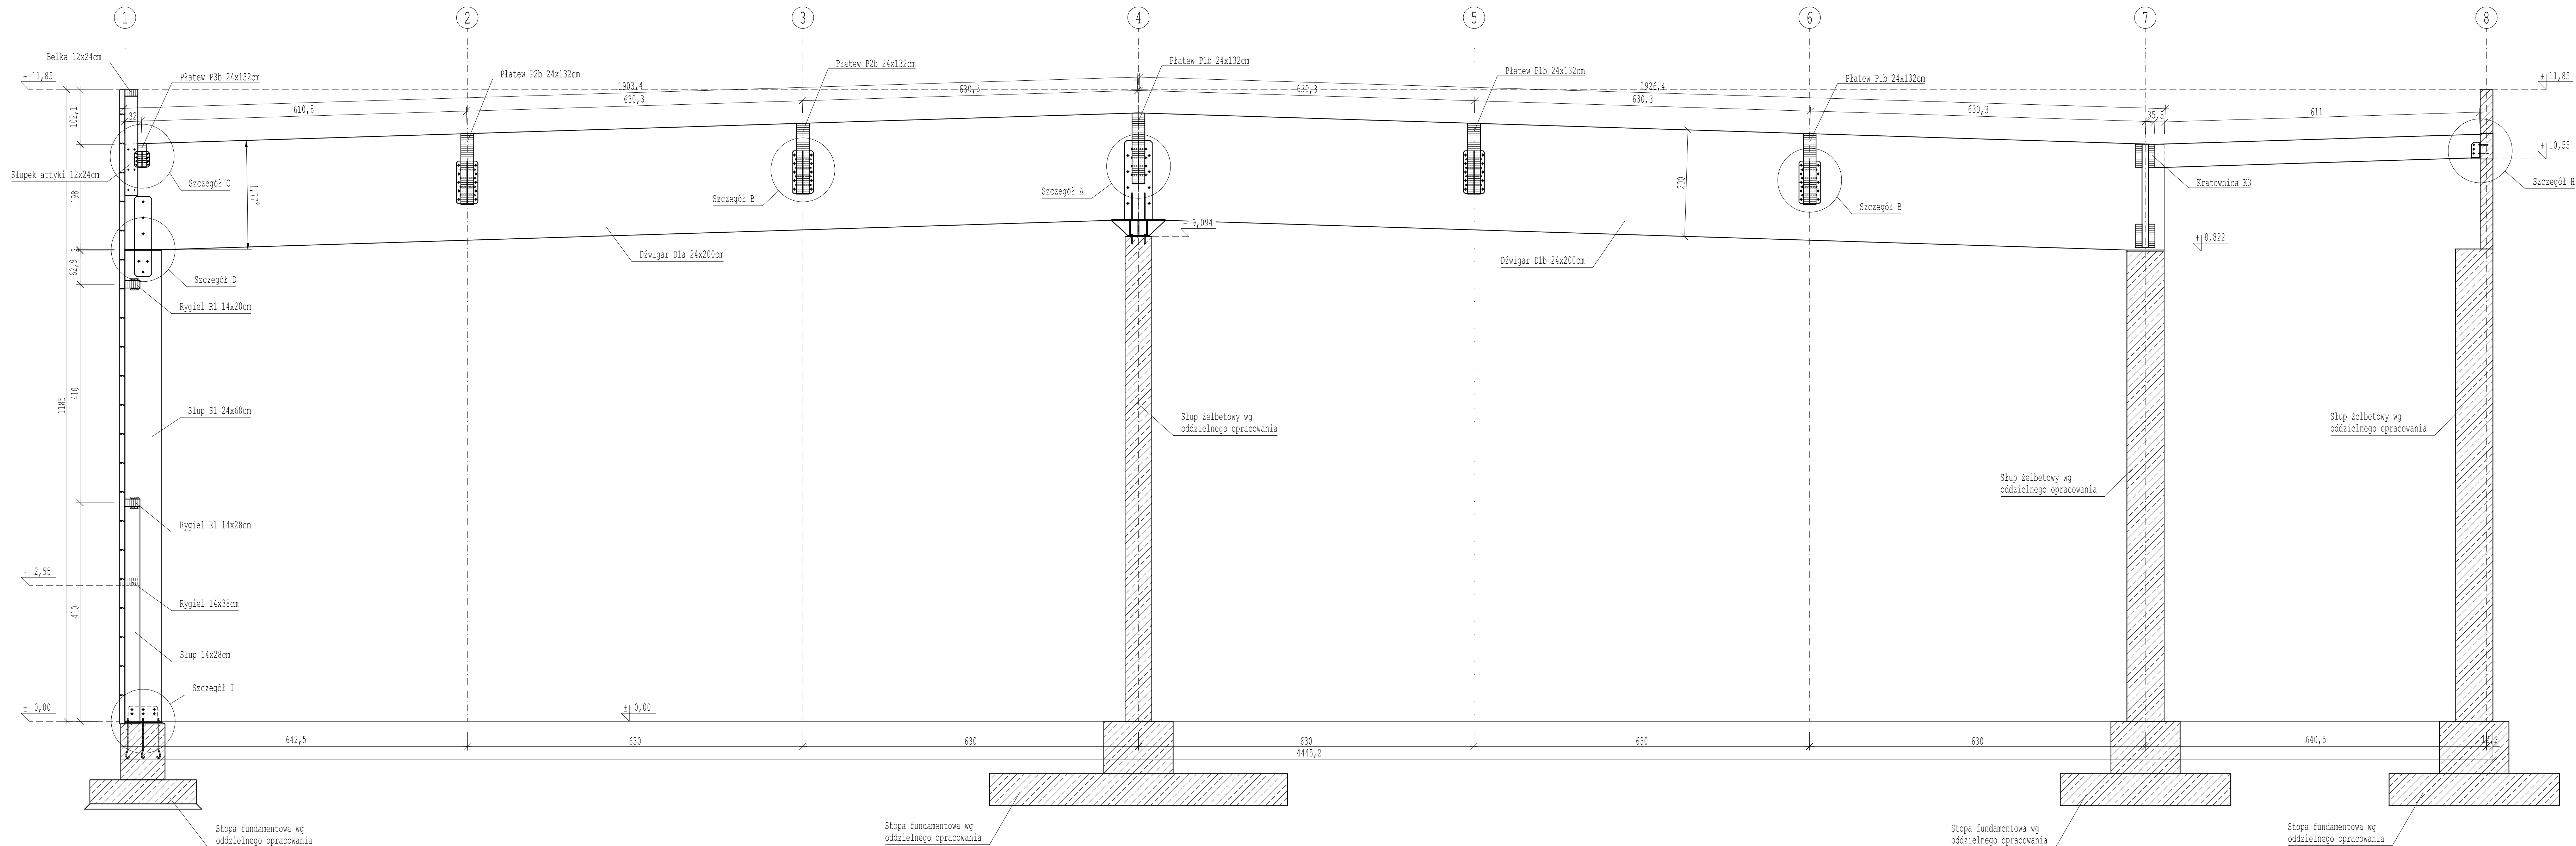 1
2
3
4
5
6
7
8
Belka 12x24cm
+11,85
Płatew P3b 24x132cm
Płatew P2b 24x132cm
Płatew P2b 24x132cm
Płatew P1b 24x132cm
Płatew P1b 24x132cm
Płatew P1b 24x132cm
+11,85
1903,4
1926,4
610,8
630,3
630,3
630,3
630,3
630,3
35,5
611
132
102,1
198
2
62,9
410
410
1185
Słupek attyki 12x24cm
Szczegół C
1,74°
Szczegół B
Szczegół A
200
Szczegół B
Kratownica K3
+10,55
Szczegół H
+9,094
+8,822
Dźwigar D1a 24x200cm
Dźwigar D1b 24x200cm
Szczegół D
Rygiel R1 14x28cm
Słup S1 24x68cm
Słup żelbetowy wg
oddzielnego opracowania
Słup żelbetowy wg
oddzielnego opracowania
Słup żelbetowy wg
oddzielnego opracowania
Rygiel R1 14x28cm
+ 2,55
Rygiel 14x38cm
Słup 14x28cm
Szczegół I
± 0,00
± 0,00
642,5
630
630
630
630
630
640,5
4445,2
Stopa fundamentowa wg
oddzielnego opracowania
Stopa fundamentowa wg
oddzielnego opracowania
Stopa fundamentowa wg
oddzielnego opracowania
Stopa fundamentowa wg
oddzielnego opracowania